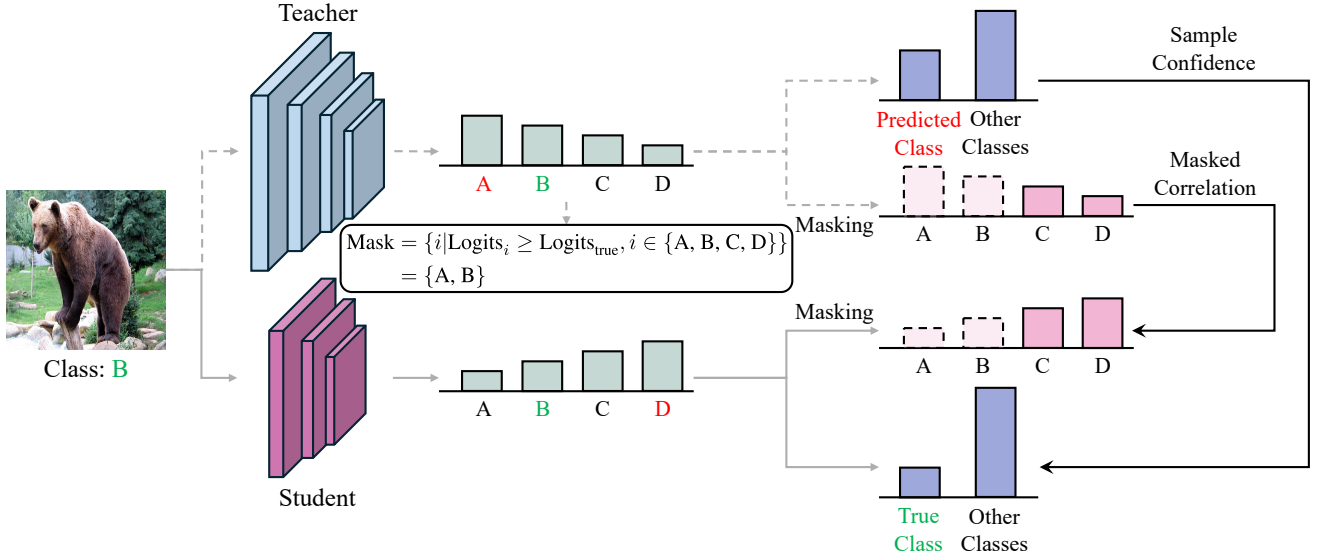 Teacher
Sample
Confidence
Predicted
Class
Other
Classes
A B C D
Masked
Correlation
Masking
A B C D
Mask = {i|Logits_i ≥ Logits_true, i ∈ {A, B, C, D}}
= {A, B}
Class: B
Masking
A B C D
A B C D
Student
True
Class
Other
Classes